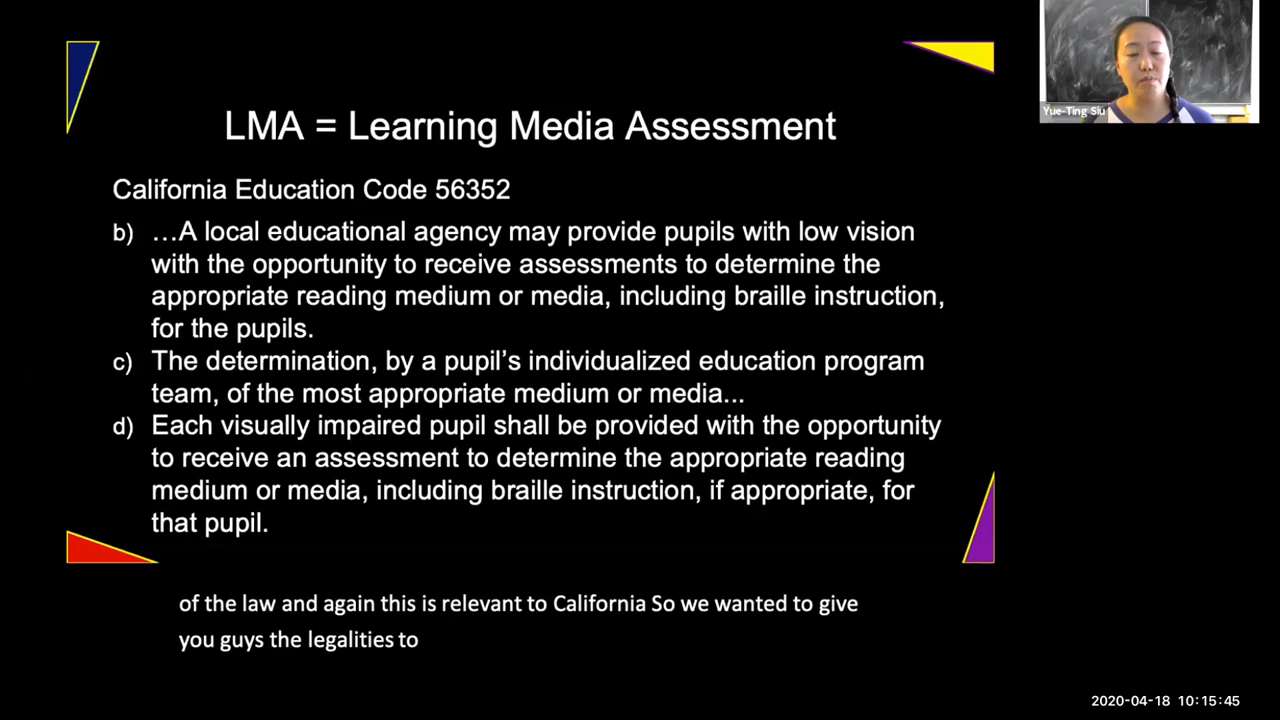 LMA = Learning Media Assessment
Yue-Ting Siu
California Education Code 56352
b) …A local educational agency may provide pupils with low vision
with the opportunity to receive assessments to determine the
appropriate reading medium or media, including braille instruction,
for the pupils.
c) The determination, by a pupil’s individualized education program
team, of the most appropriate medium or media...
d) Each visually impaired pupil shall be provided with the opportunity
to receive an assessment to determine the appropriate reading
medium or media, including braille instruction, if appropriate, for
that pupil.
of the law and again this is relevant to California So we wanted to give
you guys the legalities to
2020-04-18 10:15:45